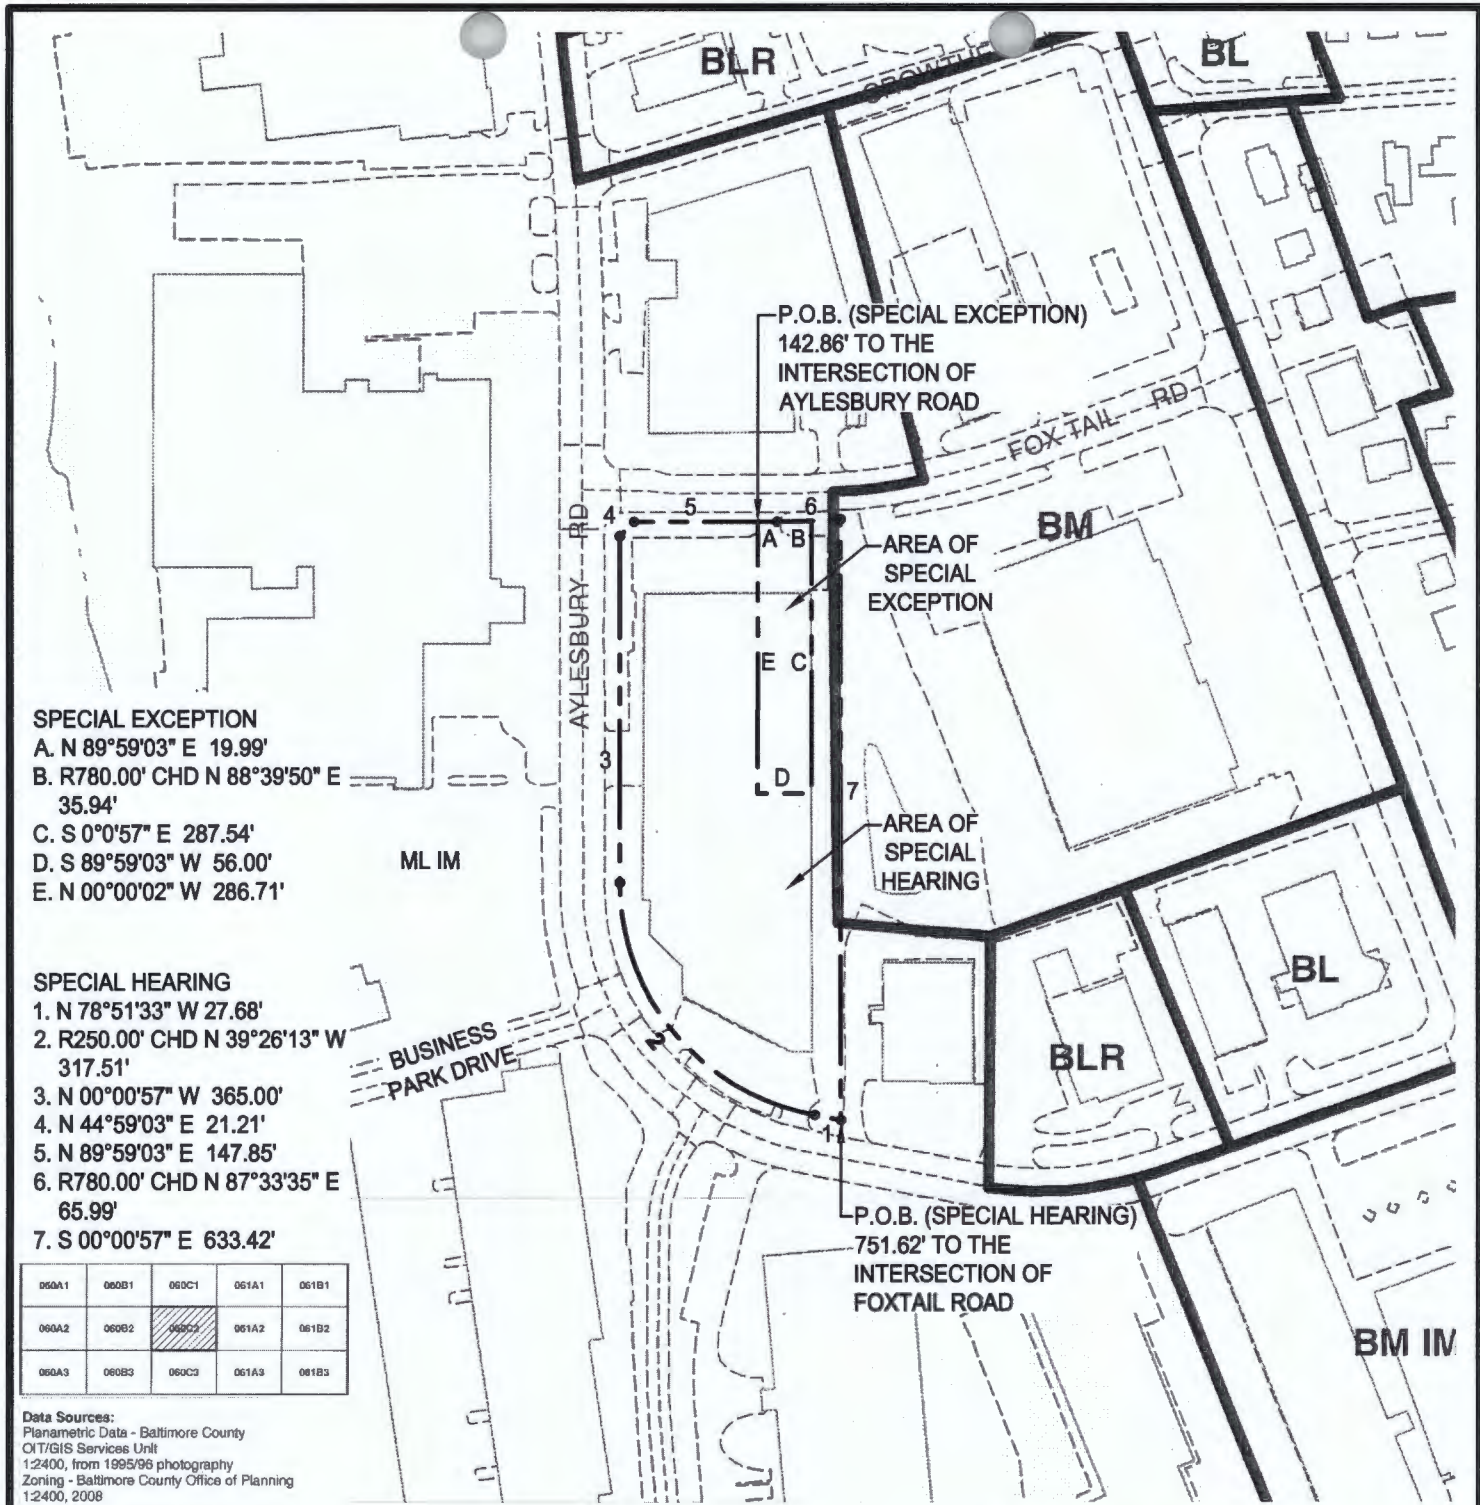 BLR
BL
P.O.B. (SPECIAL EXCEPTION)
142.86' TO THE
INTERSECTION OF
AYLESBURY ROAD
FOX TAIL RD
AYLESBURY RD
4
5
6
A
B
BM
AREA OF
SPECIAL
EXCEPTION
E
C
3
D
7
AREA OF
SPECIAL
HEARING
SPECIAL EXCEPTION
A. N 89°59'03" E 19.99'
B. R780.00' CHD N 88°39'50" E
35.94'
C. S 0°0'57" E 287.54'
D. S 89°59'03" W 56.00'
E. N 00°00'02" W 286.71'
ML IM
SPECIAL HEARING
1. N 78°51'33" W 27.68'
2. R250.00' CHD N 39°26'13" W
317.51'
3. N 00°00'57" W 365.00'
4. N 44°59'03" E 21.21'
5. N 89°59'03" E 147.85'
6. R780.00' CHD N 87°33'35" E
65.99'
7. S 00°00'57" E 633.42'
BUSINESS
PARK DRIVE
2
1
BL
BLR
P.O.B. (SPECIAL HEARING)
751.62' TO THE
INTERSECTION OF
FOXTAIL ROAD
BM IM
060A1 060B1 060C1 061A1 061B1
060A2 060B2 060C2 061A2 061B2
060A3 060B3 060C3 061A3 061B3
Data Sources:
Planametric Data - Baltimore County
OIT/GIS Services Unit
1:2400, from 1995/96 photography
Zoning - Baltimore County Office of Planning
1:2400, 2008